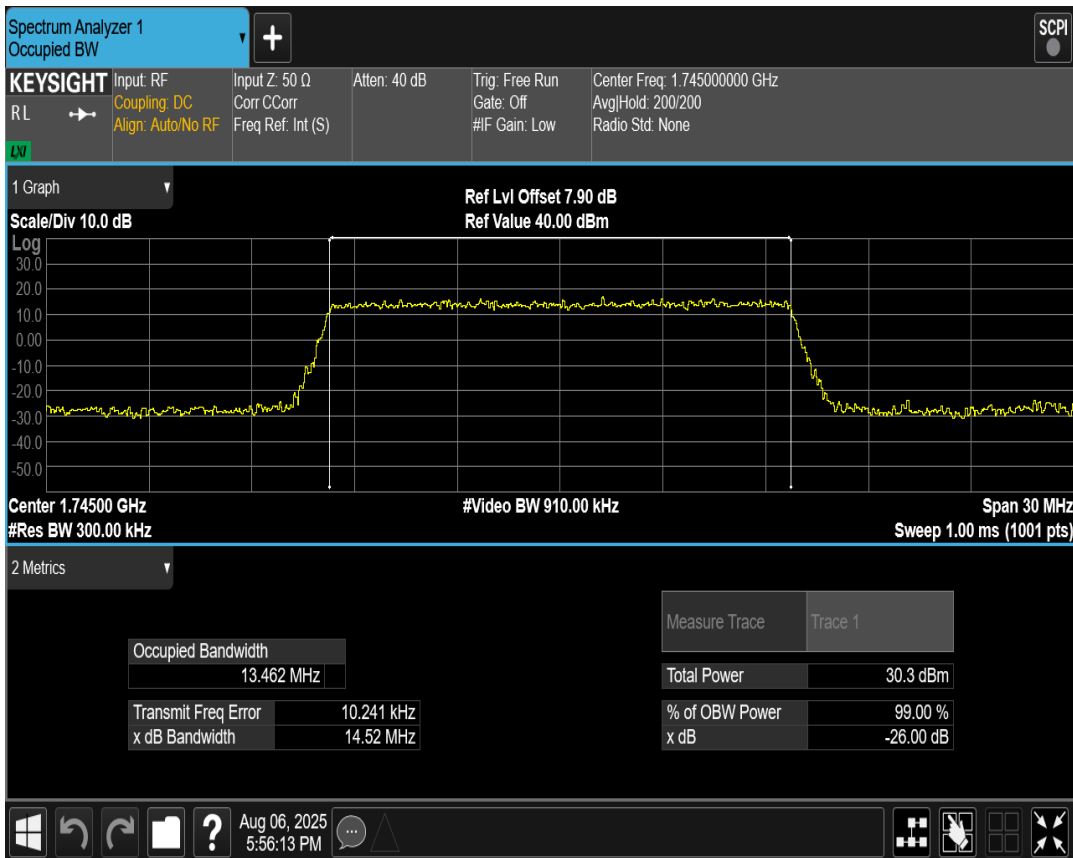 Spectrum Analyzer 1
Occupied BW
+
SCPI
KEYSIGHT
RL
LXI
Input: RF
Coupling: DC
Align: Auto/No RF
Input Z: 50 Ω
Corr CCorr
Freq Ref: Int (S)
Atten: 40 dB
Trig: Free Run
Gate: Off
#IF Gain: Low
Center Freq: 1.745000000 GHz
Avg|Hold: 200/200
Radio Std: None
1 Graph
Scale/Div 10.0 dB
Ref Lvl Offset 7.90 dB
Ref Value 40.00 dBm
Log
30.0
20.0
10.0
0.00
-10.0
-20.0
-30.0
-40.0
-50.0
Center 1.74500 GHz
#Video BW 910.00 kHz
Span 30 MHz
#Res BW 300.00 kHz
Sweep 1.00 ms (1001 pts)
2 Metrics
Measure Trace Trace 1
Occupied Bandwidth
13.462 MHz
Total Power 30.3 dBm
Transmit Freq Error 10.241 kHz
% of OBW Power 99.00 %
x dB Bandwidth 14.52 MHz
x dB -26.00 dB
?
Aug 06, 2025
5:56:13 PM